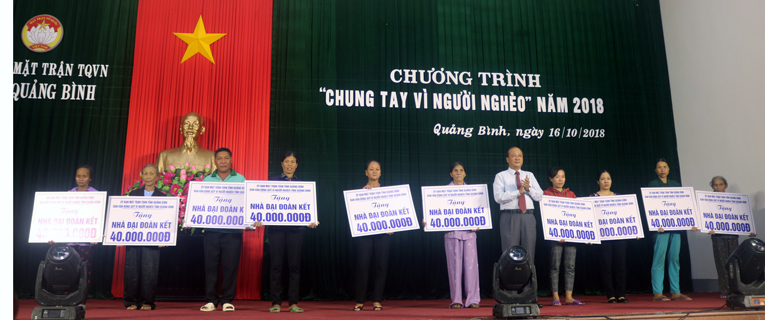 MẶT TRẬN TQVN
QUẢNG BÌNH
CHƯƠNG TRÌNH
“CHUNG TAY VÌ NGƯỜI NGHÈO” NĂM 2018
Quảng Bình, ngày 16/10/2018
Tặng
NHÀ ĐẠI ĐOÀN KẾT
40.000.000Đ
Tặng
NHÀ ĐẠI ĐOÀN KẾT
40.000.000Đ
Tặng
NHÀ ĐẠI ĐOÀN K
40.000.000Đ
Tặng
NHÀ ĐẠI ĐOÀN KẾT
40.000.000Đ
Tặng
NHÀ ĐẠI ĐOÀN KẾT
40.000.000Đ
Tặng
NHÀ ĐẠI ĐOÀN KẾT
40.000.000Đ
Tặng
NHÀ ĐẠI ĐOÀN KẾT
40.000.000Đ
Tặng
ĐẠI ĐOÀN KẾT
000.000Đ
Tặng
NHÀ ĐẠI ĐOÀN KẾT
40.000.000Đ
Tặng
NHÀ ĐẠI ĐOÀN KẾT
40.000.000Đ